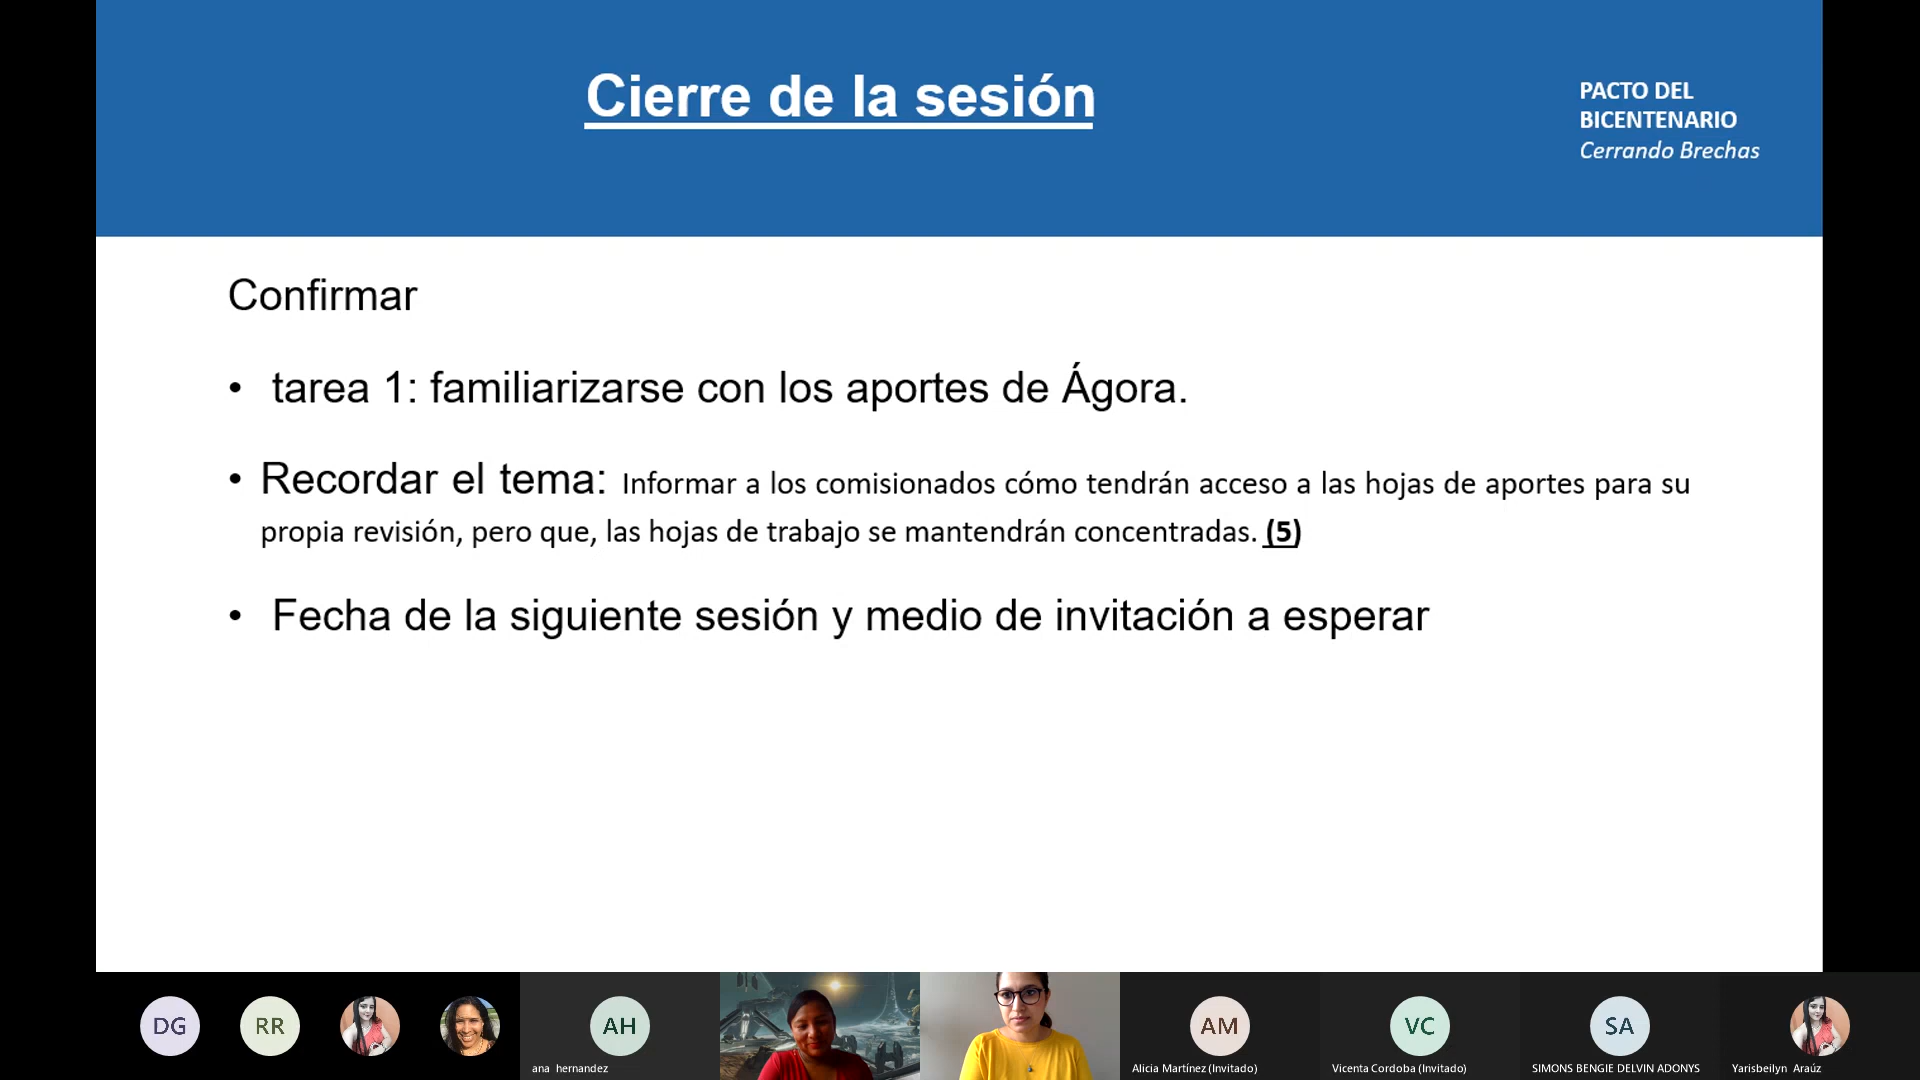 Cierre de la sesión
PACTO DEL
BICENTENARIO
Cerrando Brechas
Confirmar
• tarea 1: familiarizarse con los aportes de Ágora.
• Recordar el tema: Informar a los comisionados cómo tendrán acceso a las hojas de aportes para su
propia revisión, pero que, las hojas de trabajo se mantendrán concentradas. (5)
• Fecha de la siguiente sesión y medio de invitación a esperar
DG
RR
AH
AM
VC
SA
ana hernandez
Alicia Martínez (Invitado)
Vicenta Cordoba (Invitado)
SIMONS BENGIE DELVIN ADONYS
Yarisbeilyn Araúz